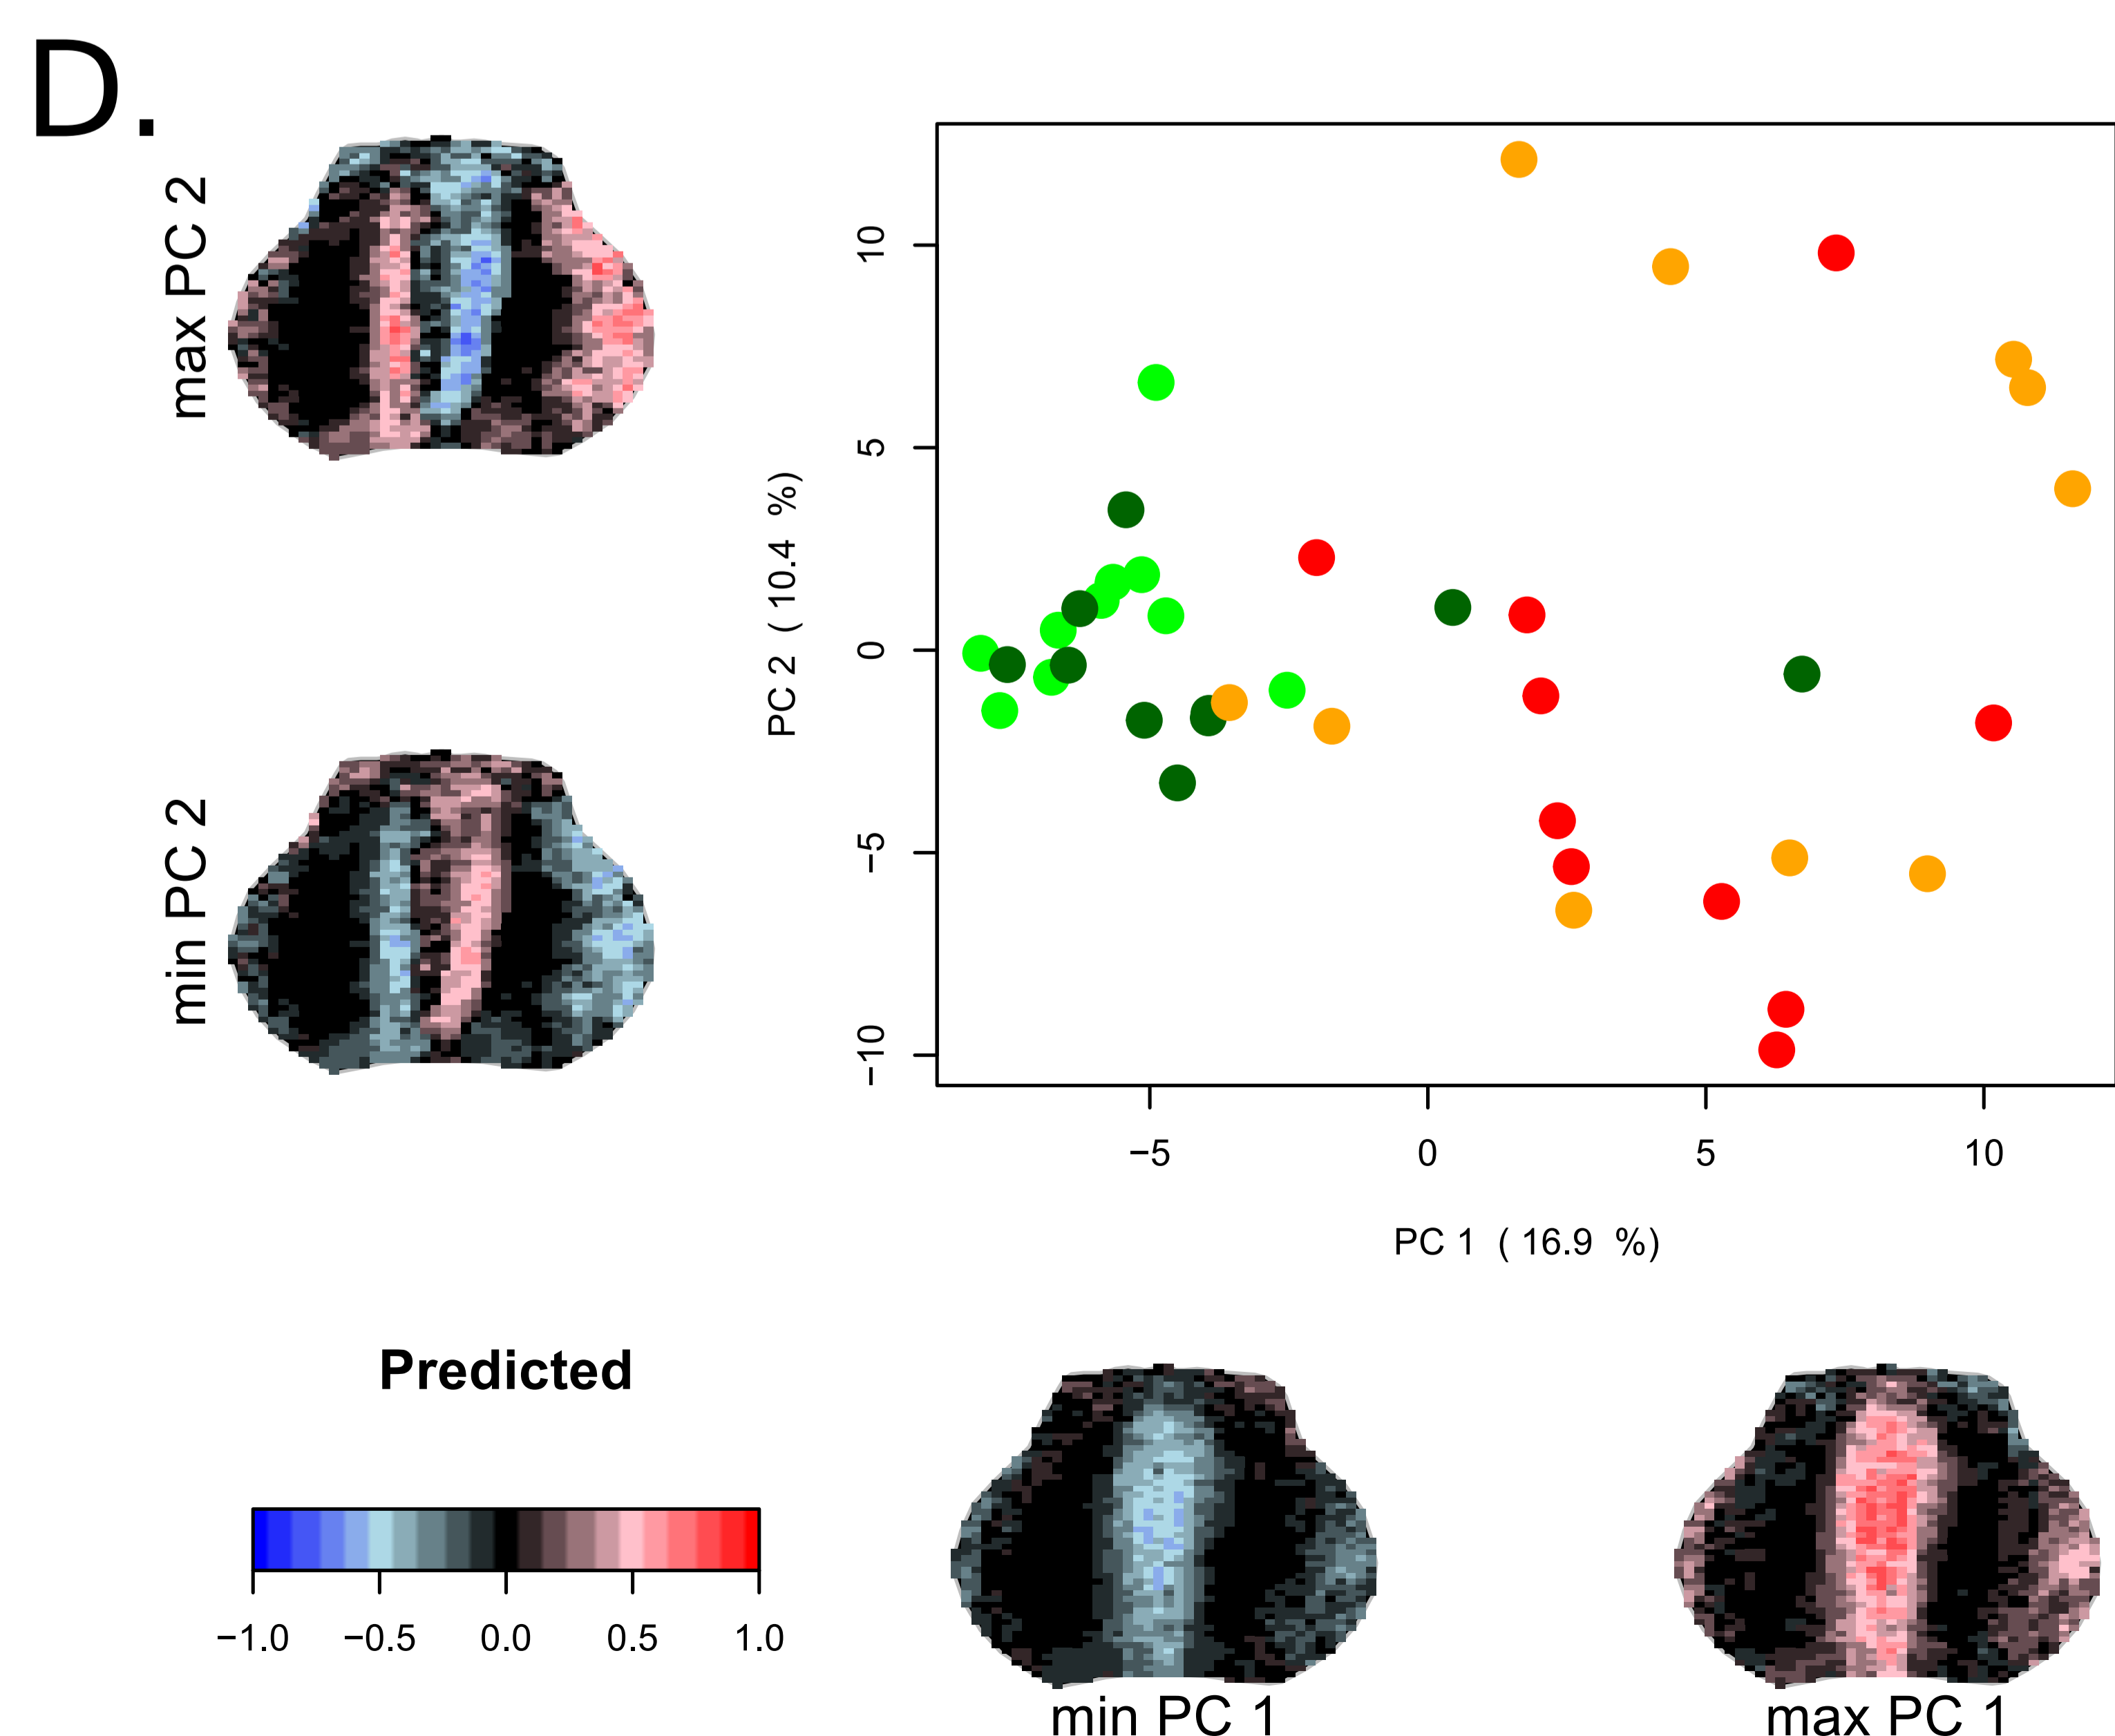 D.
max PC 2
min PC 2
PC 2 ( 10.4 %)
10
5
0
−5
−10
−5 0 5 10
PC 1 ( 16.9 %)
Predicted
−1.0 −0.5 0.0 0.5 1.0
min PC 1
max PC 1